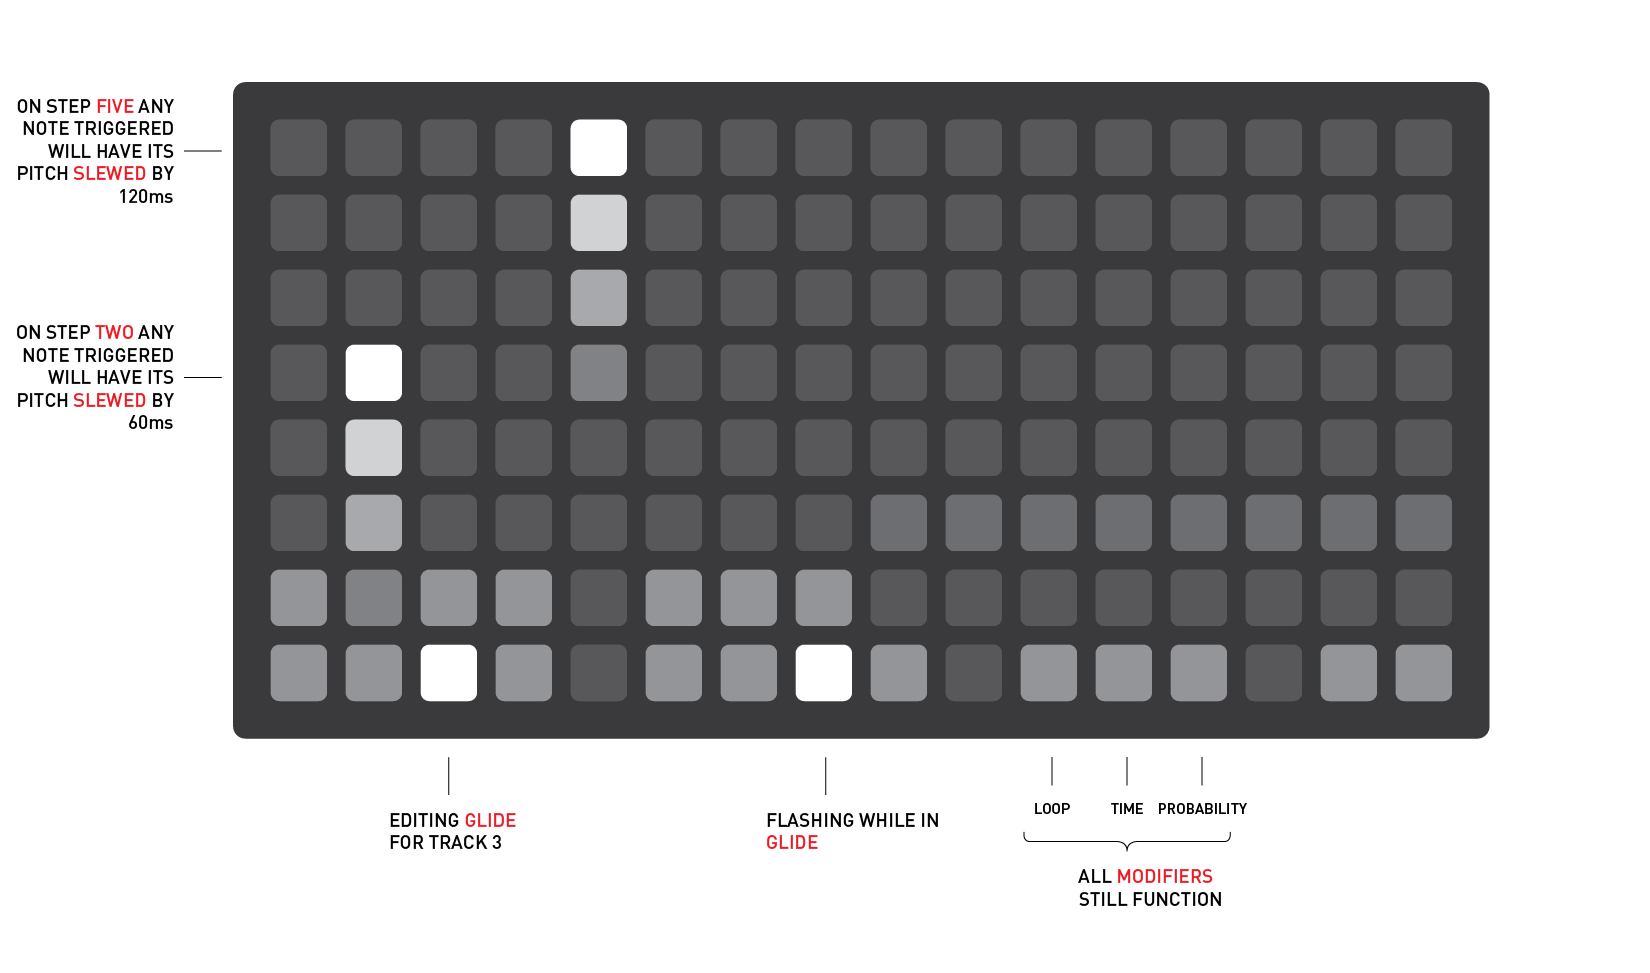 ON STEP FIVE ANY
NOTE TRIGGERED
WILL HAVE ITS
PITCH SLEWED BY
120ms
ON STEP TWO ANY
NOTE TRIGGERED
WILL HAVE ITS
PITCH SLEWED BY
60ms
EDITING GLIDE
FOR TRACK 3
FLASHING WHILE IN
GLIDE
LOOP
TIME
PROBABILITY
ALL MODIFIERS
STILL FUNCTION